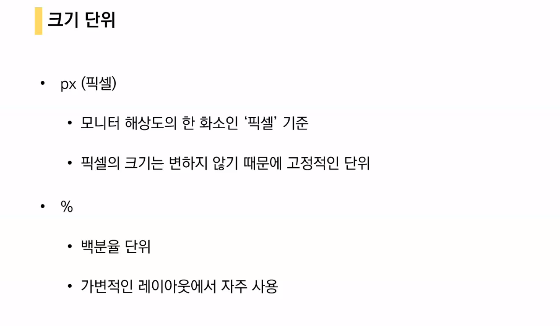 크기 단위
• px (픽셀)
• 모니터 해상도의 한 화소인 ‘픽셀’ 기준
• 픽셀의 크기는 변하지 않기 때문에 고정적인 단위
• %
• 백분율 단위
• 가변적인 레이아웃에서 자주 사용